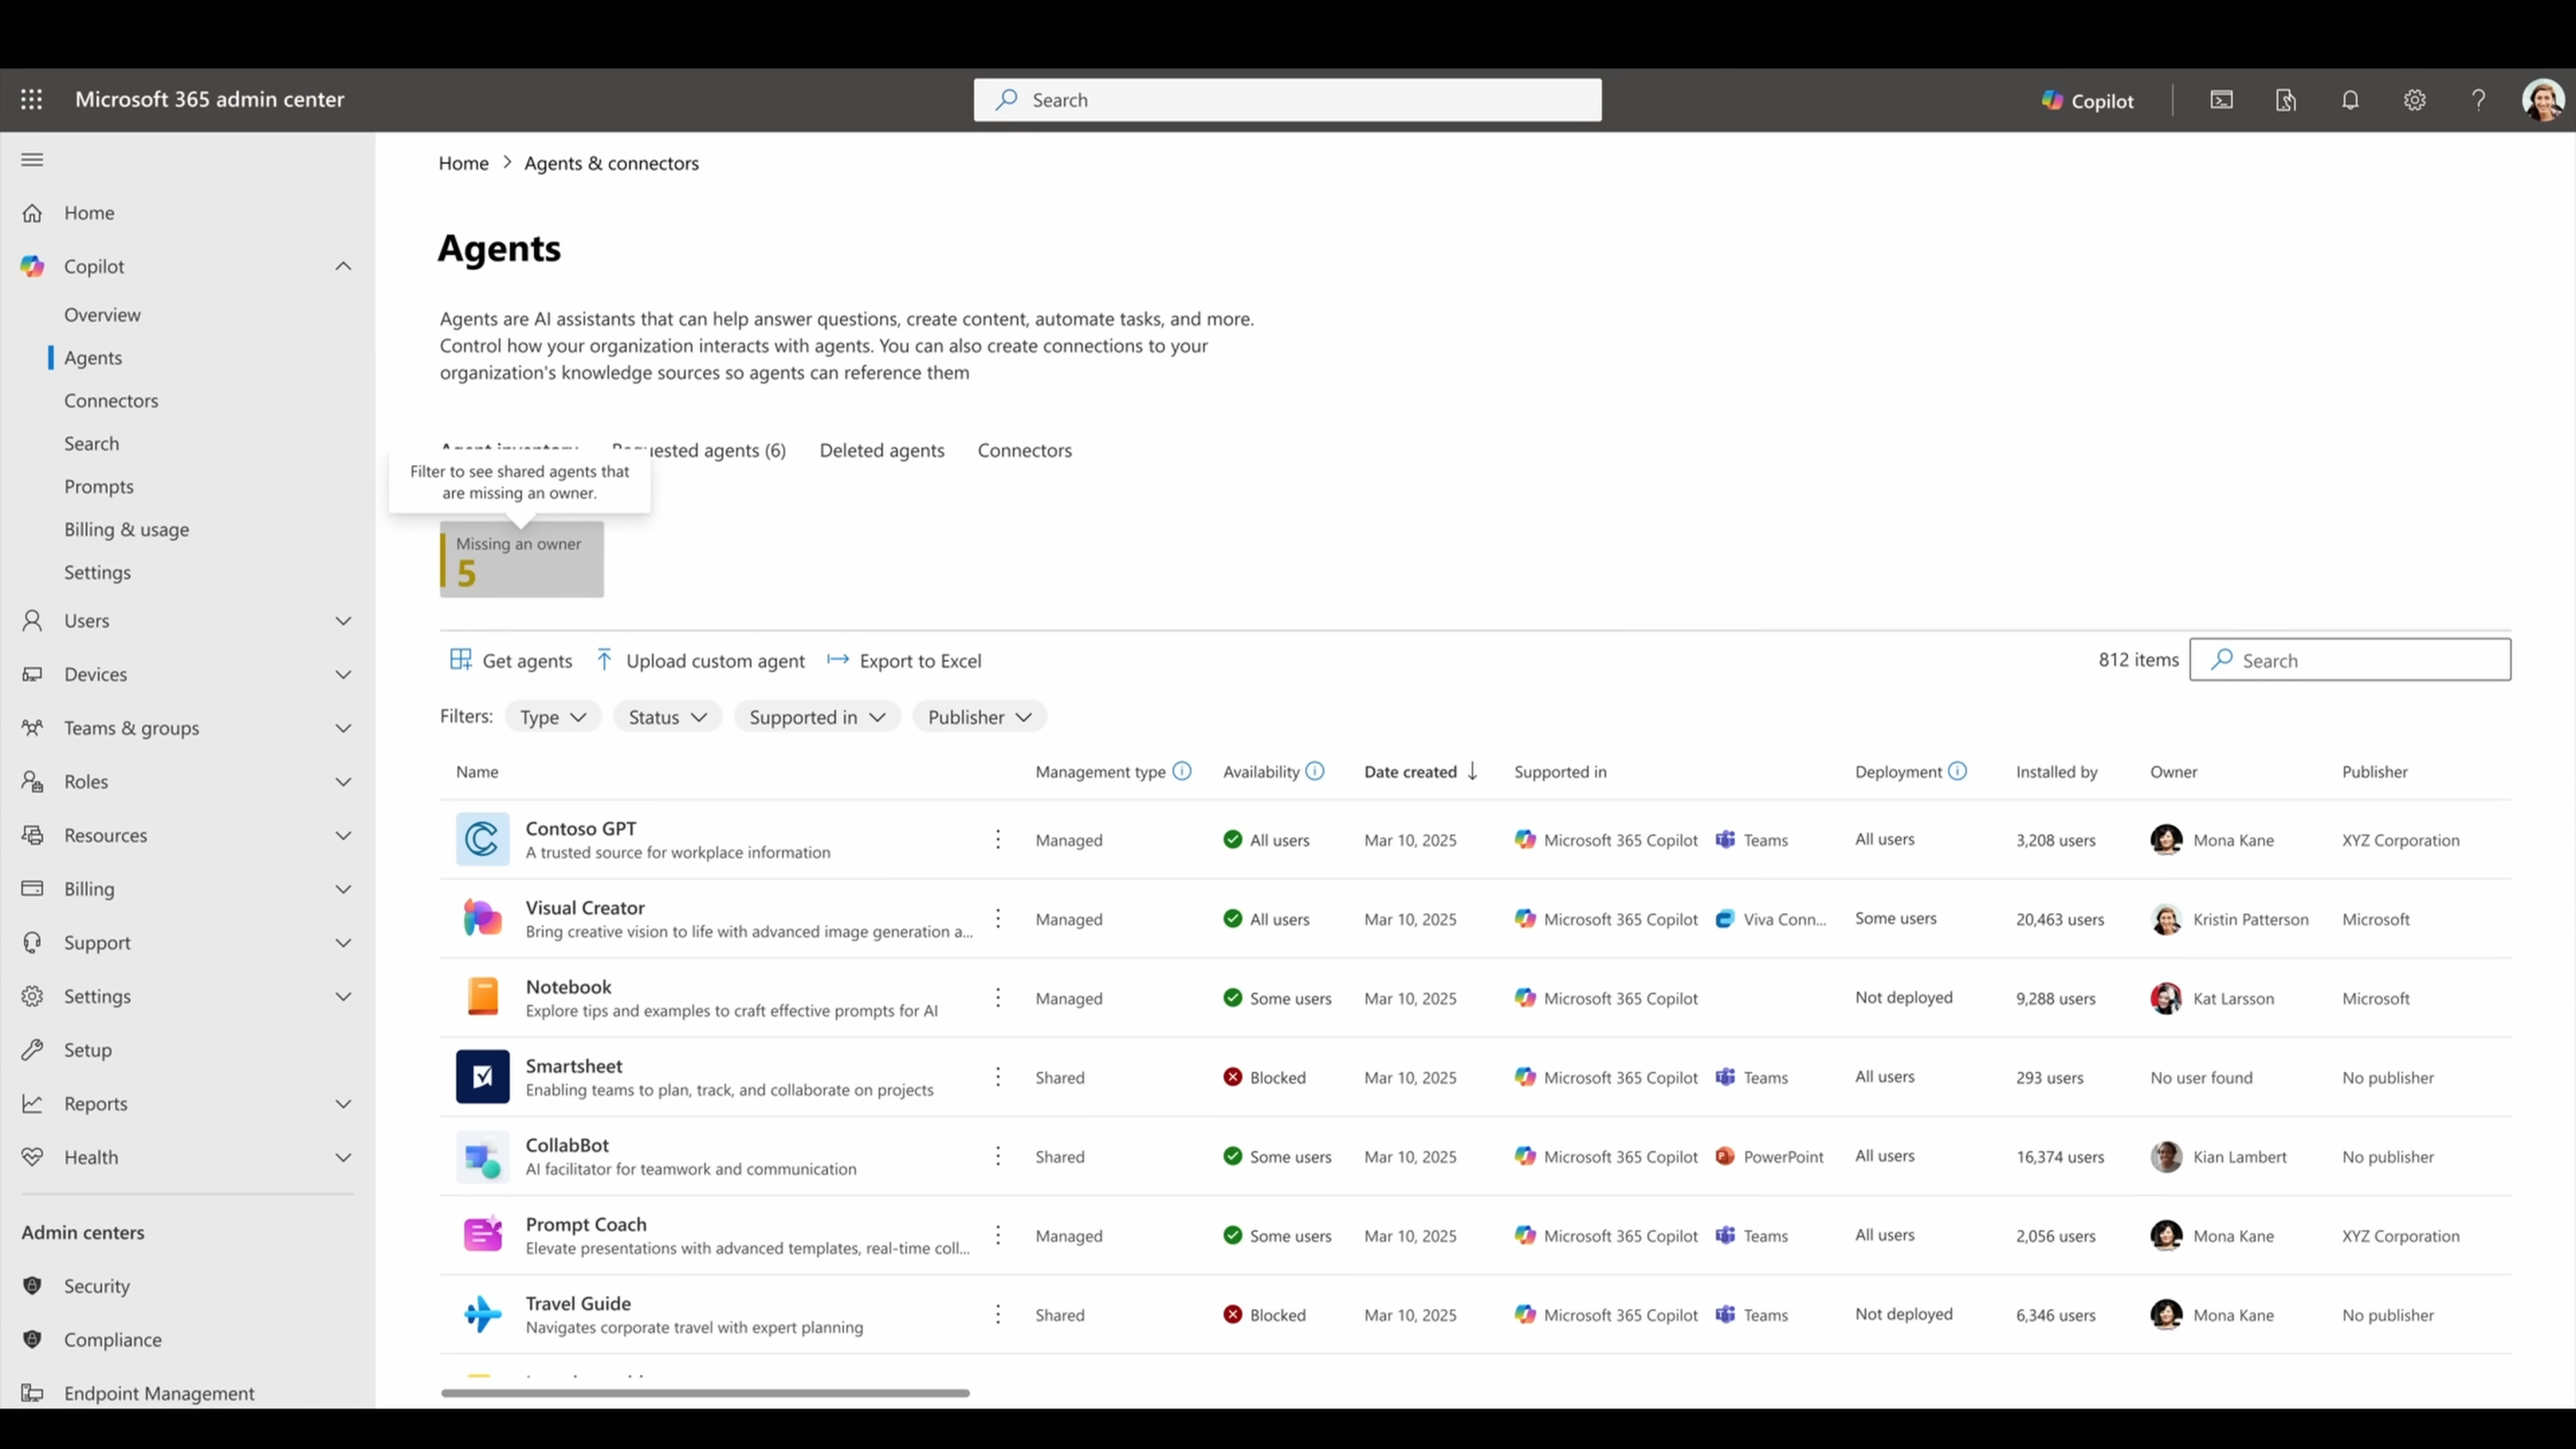 Microsoft 365 admin center
Search
Copilot
Home
Copilot
Overview
Agents
Connectors
Search
Prompts
Billing & usage
Settings
Users
Devices
Teams & groups
Roles
Resources
Billing
Support
Settings
Setup
Reports
Health
Admin centers
Security
Compliance
Endpoint Management
Home > Agents & connectors
Agents
Agents are AI assistants that can help answer questions, create content, automate tasks, and more.
Control how your organization interacts with agents. You can also create connections to your
organization's knowledge sources so agents can reference them
Agent inventory Requested agents (6) Deleted agents Connectors
Filter to see shared agents that
are missing an owner.
Missing an owner
5
Get agents Upload custom agent Export to Excel 812 items Search
Filters: Type Status Supported in Publisher
Name Management type Availability Date created ↓ Supported in Deployment Installed by Owner Publisher
Contoso GPT
A trusted source for workplace information
Managed All users Mar 10, 2025 Microsoft 365 Copilot Teams All users 3,208 users Mona Kane XYZ Corporation
Visual Creator
Bring creative vision to life with advanced image generation a...
Managed All users Mar 10, 2025 Microsoft 365 Copilot Viva Conn... Some users 20,463 users Kristin Patterson Microsoft
Notebook
Explore tips and examples to craft effective prompts for AI
Managed Some users Mar 10, 2025 Microsoft 365 Copilot Not deployed 9,288 users Kat Larsson Microsoft
Smartsheet
Enabling teams to plan, track, and collaborate on projects
Shared Blocked Mar 10, 2025 Microsoft 365 Copilot Teams All users 293 users No user found No publisher
CollabBot
AI facilitator for teamwork and communication
Shared Some users Mar 10, 2025 Microsoft 365 Copilot PowerPoint All users 16,374 users Kian Lambert No publisher
Prompt Coach
Elevate presentations with advanced templates, real-time coll...
Managed Some users Mar 10, 2025 Microsoft 365 Copilot Teams All users 2,056 users Mona Kane XYZ Corporation
Travel Guide
Navigates corporate travel with expert planning
Shared Blocked Mar 10, 2025 Microsoft 365 Copilot Teams Not deployed 6,346 users Mona Kane No publisher